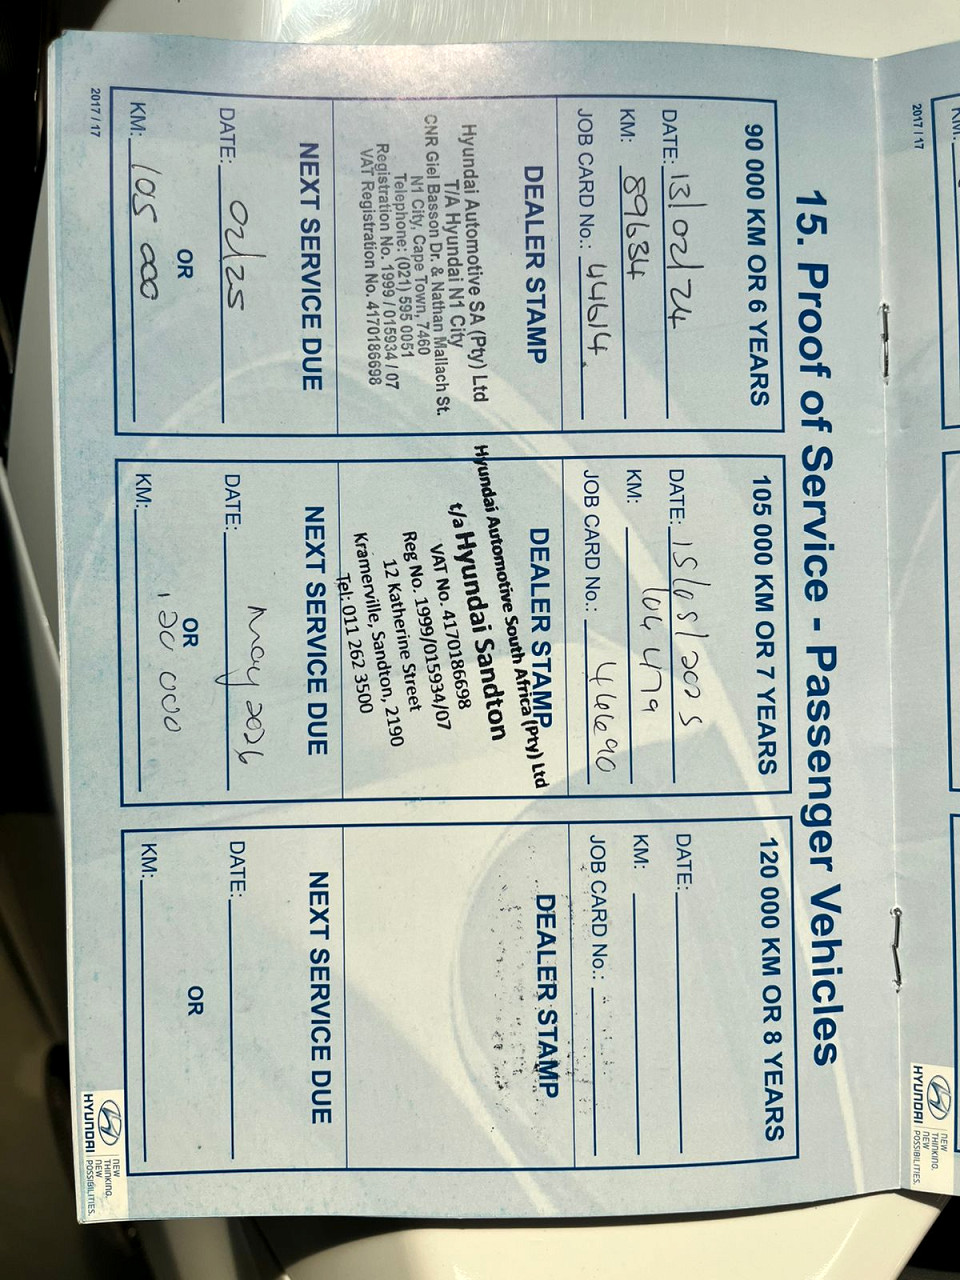 15. Proof of Service - Passenger Vehicles
90 000 KM OR 6 YEARS
DATE: 13/02/24
KM: 89634
JOB CARD No.: 44614.
DEALER STAMP
Hyundai Automotive SA (Pty) Ltd
T/A Hyundai N1 City
CNR Giel Basson Dr. & Nathan Mallach St.
N1 City, Cape Town, 7460
Telephone: (021) 595 0051
Registration No. 1999 / 015934 / 07
VAT Registration No. 4170186698
NEXT SERVICE DUE
DATE: 02/25
OR
KM: 105 000
2017 / 17
105 000 KM OR 7 YEARS
DATE: 15/05/2025
KM: 104 479
JOB CARD No.: 46690
DEALER STAMP
Hyundai Automotive South Africa (Pty) Ltd
t/a Hyundai Sandton
VAT No. 4170186698
Reg No. 1999/015934/07
12 Katherine Street
Kramerville, Sandton, 2190
Tel: 011 262 3500
NEXT SERVICE DUE
DATE: May 2026
OR
KM: 120 000
120 000 KM OR 8 YEARS
DATE:
KM:
JOB CARD No.:
DEALER STAMP
NEXT SERVICE DUE
DATE:
OR
KM:
HYUNDAI
NEW
THINKING.
NEW
POSSIBILITIES.
KM:
2017 / 17
HYUNDAI
NEW
THINKING.
NEW
POSSIBILITIES.